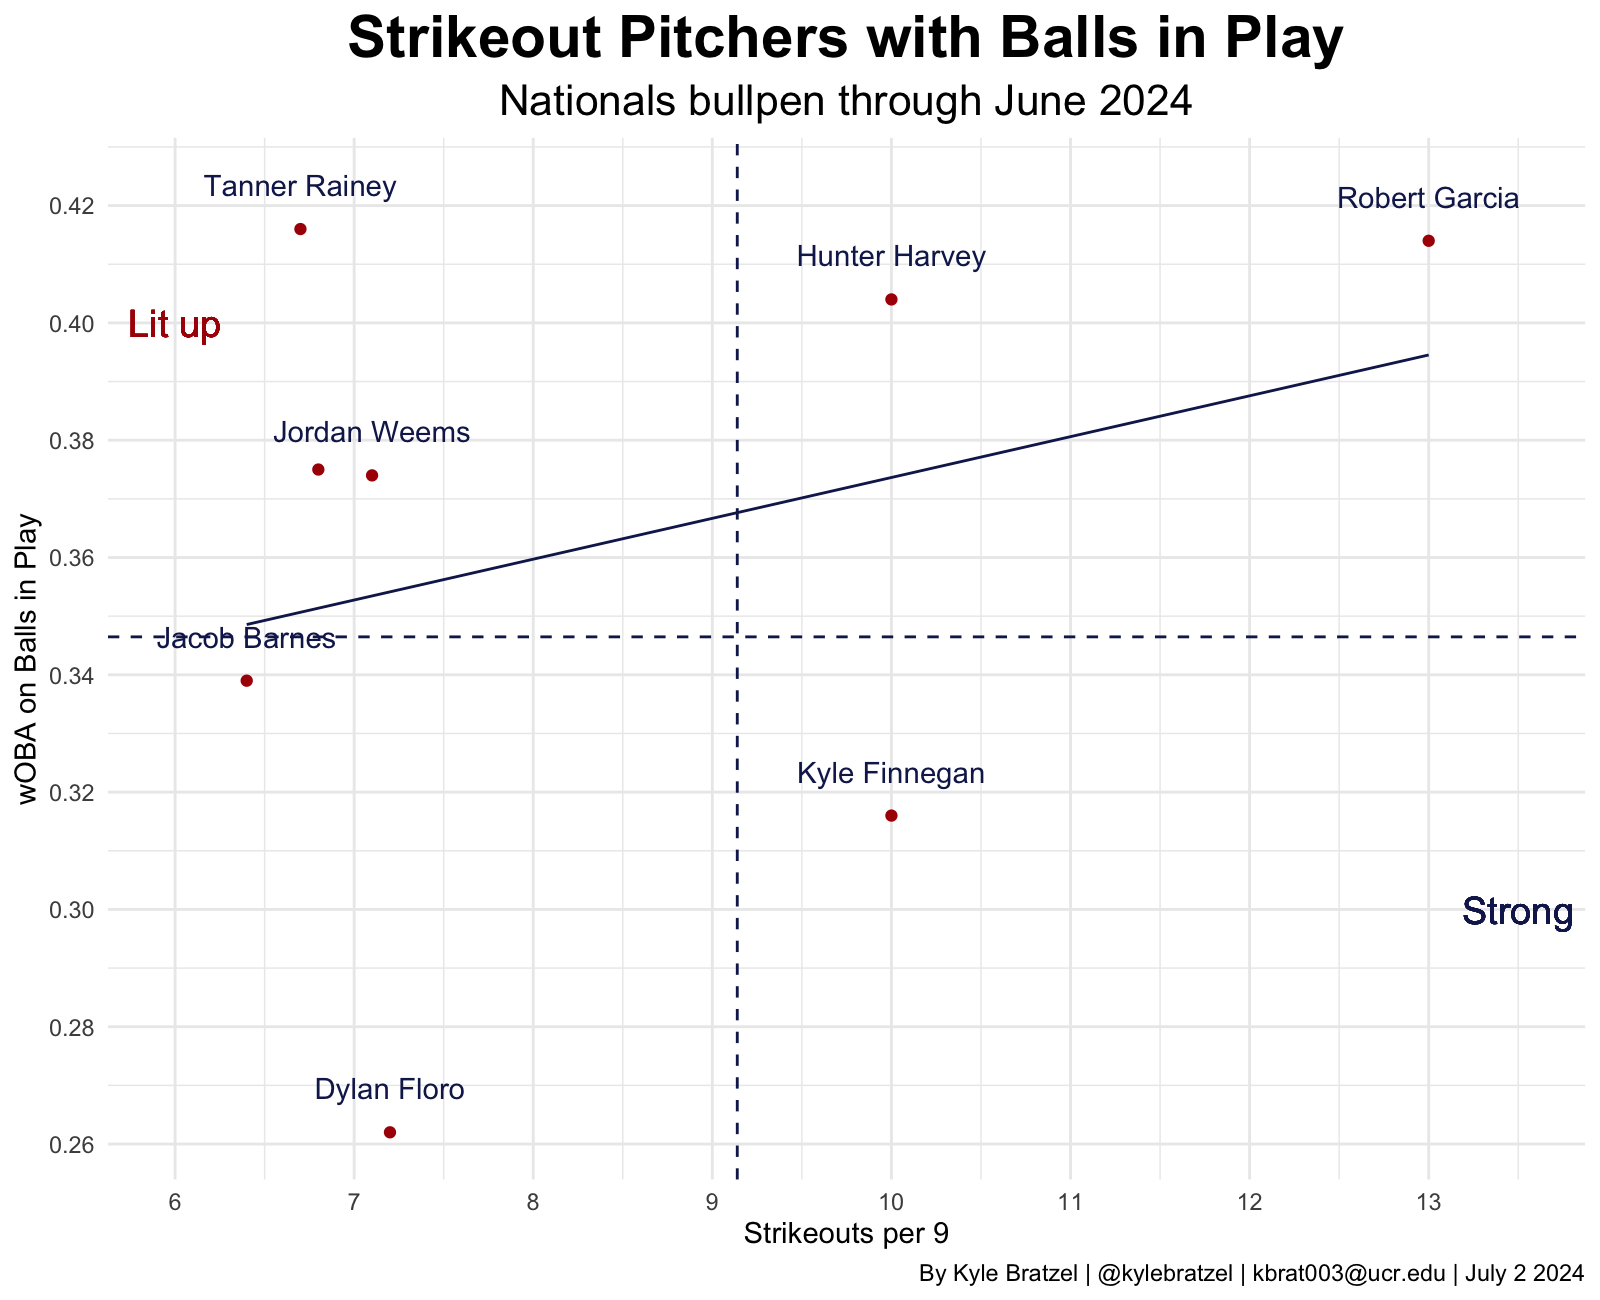 Strikeout Pitchers with Balls in Play
Nationals bullpen through June 2024
Tanner Rainey
Robert Garcia
Hunter Harvey
Lit up
Jordan Weems
Jacob Barnes
Kyle Finnegan
Strong
Dylan Floro
wOBA on Balls in Play
0.42
0.40
0.38
0.36
0.34
0.32
0.30
0.28
0.26
6 7 8 9 10 11 12 13
Strikeouts per 9
By Kyle Bratzel | @kylebratzel | kbrat003@ucr.edu | July 2 2024